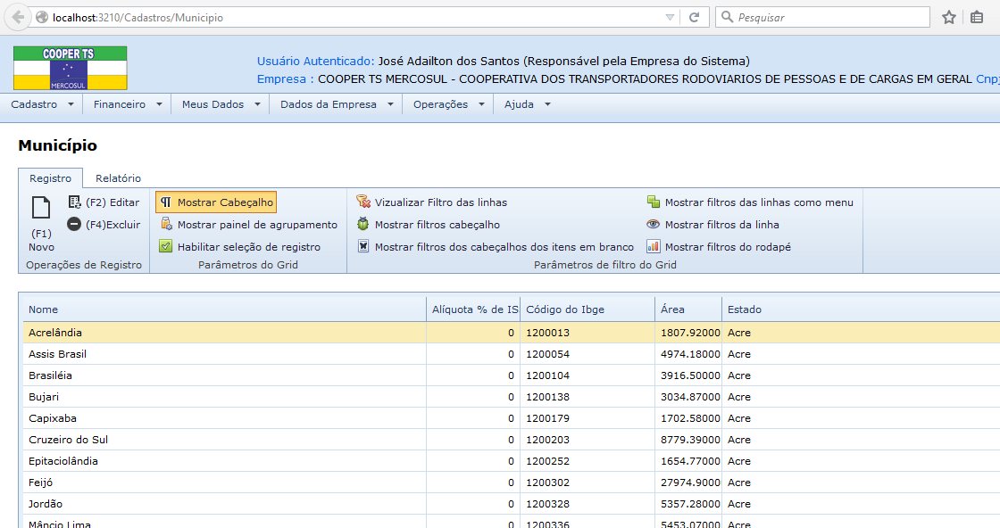 localhost:3210/Cadastros/Municipio
Pesquisar
COOPER TS
MERCOSUL
Usuário Autenticado: José Adailton dos Santos (Responsável pela Empresa do Sistema)
Empresa : COOPER TS MERCOSUL - COOPERATIVA DOS TRANSPORTADORES RODOVIARIOS DE PESSOAS E DE CARGAS EM GERAL Cnpj
Cadastro Financeiro Meus Dados Dados da Empresa Operações Ajuda
Município
Registro Relatório
(F1)
Novo
(F2) Editar
(F4)Excluir
Operações de Registro
Mostrar Cabeçalho
Mostrar painel de agrupamento
Habilitar seleção de registro
Parâmetros do Grid
Vizualizar Filtro das linhas
Mostrar filtros cabeçalho
Mostrar filtros dos cabeçalhos dos itens em branco
Mostrar filtros das linhas como menu
Mostrar filtros da linha
Mostrar filtros do rodapé
Parâmetros de filtro do Grid
Nome Alíquota % de IS Código do Ibge Área Estado
Acrelândia 0 1200013 1807.92000 Acre
Assis Brasil 0 1200054 4974.18000 Acre
Brasiléia 0 1200104 3916.50000 Acre
Bujari 0 1200138 3034.87000 Acre
Capixaba 0 1200179 1702.58000 Acre
Cruzeiro do Sul 0 1200203 8779.39000 Acre
Epitaciolândia 0 1200252 1654.77000 Acre
Feijó 0 1200302 27974.9000 Acre
Jordão 0 1200328 5357.28000 Acre
Mâncio Lima 0 1200336 5453.07000 Acre